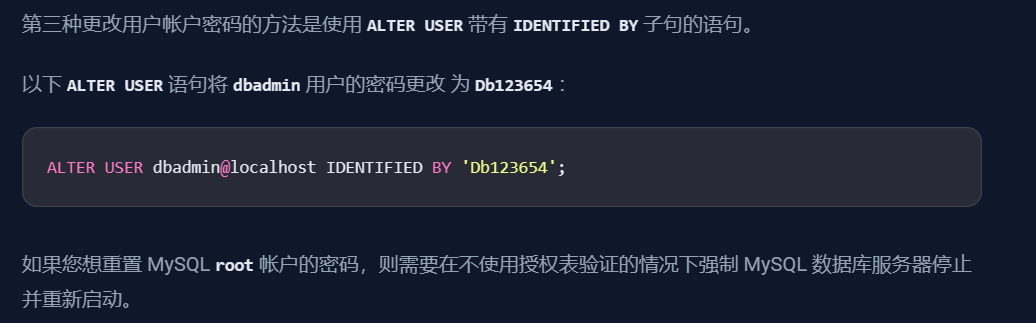 第三种更改用户帐户密码的方法是使用 ALTER USER 带有 IDENTIFIED BY 子句的语句。
以下 ALTER USER 语句将 dbadmin 用户的密码更改 为 Db123654 :
ALTER USER dbadmin@localhost IDENTIFIED BY 'Db123654';
如果您想重置 MySQL root 帐户的密码，则需要在不使用授权表验证的情况下强制 MySQL 数据库服务器停止
并重新启动。